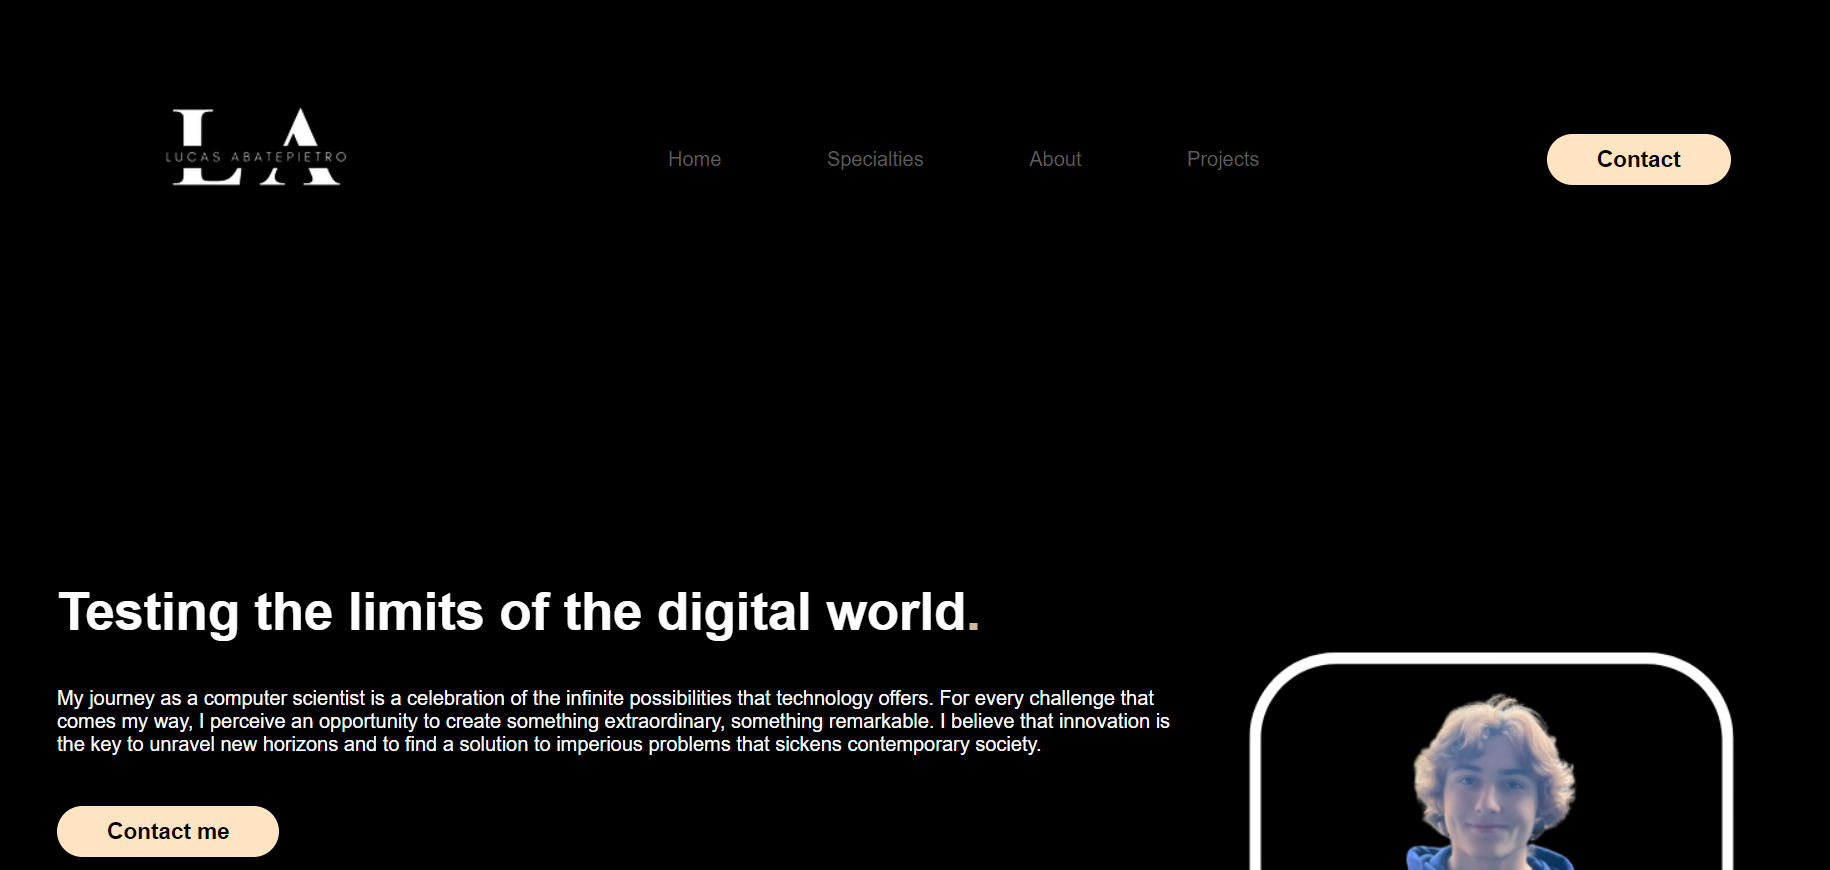 LA
LUCAS ABATEPIETRO
Home Specialties About Projects Contact
Testing the limits of the digital world.
My journey as a computer scientist is a celebration of the infinite possibilities that technology offers. For every challenge that
comes my way, I perceive an opportunity to create something extraordinary, something remarkable. I believe that innovation is
the key to unravel new horizons and to find a solution to imperious problems that sickens contemporary society.
Contact me